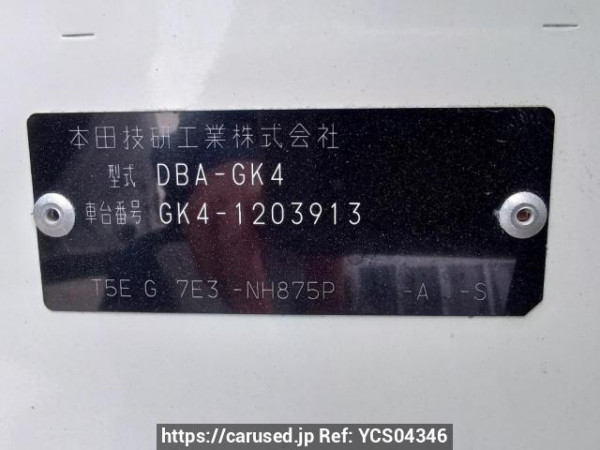 本田技研工業株式会社
型式 DBA-GK4
車台番号 GK4-1203913
T5E G 7E3 -NH875P -A -S
https://carused.jp Ref: YCS04346